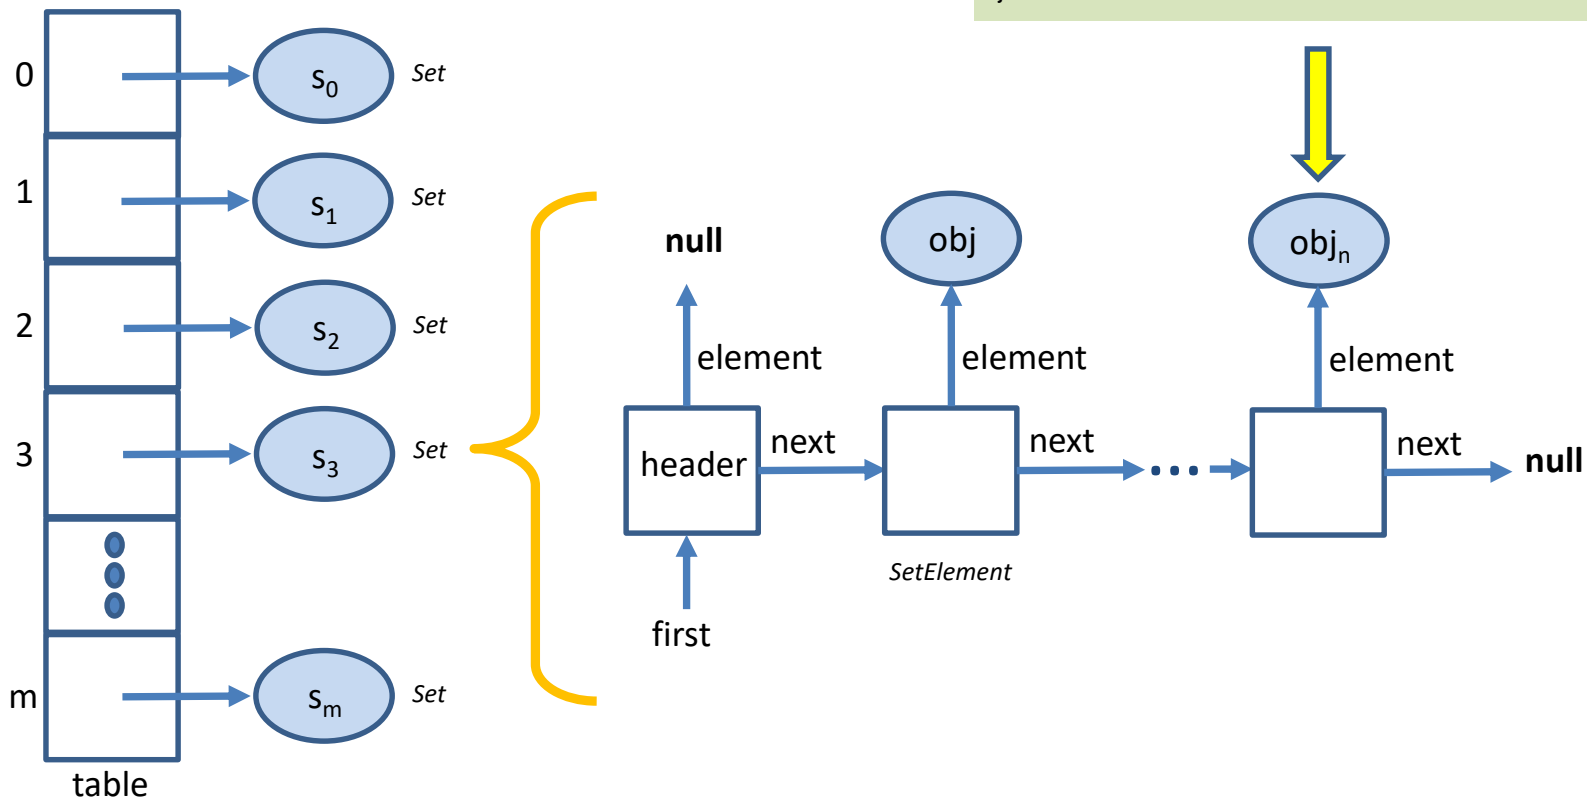 0
s0
Set
1
s1
Set
2
s2
Set
3
s3
Set
m
sm
Set
table
null
obj
objn
element
element
element
header
next
next
next
null
SetElement
first